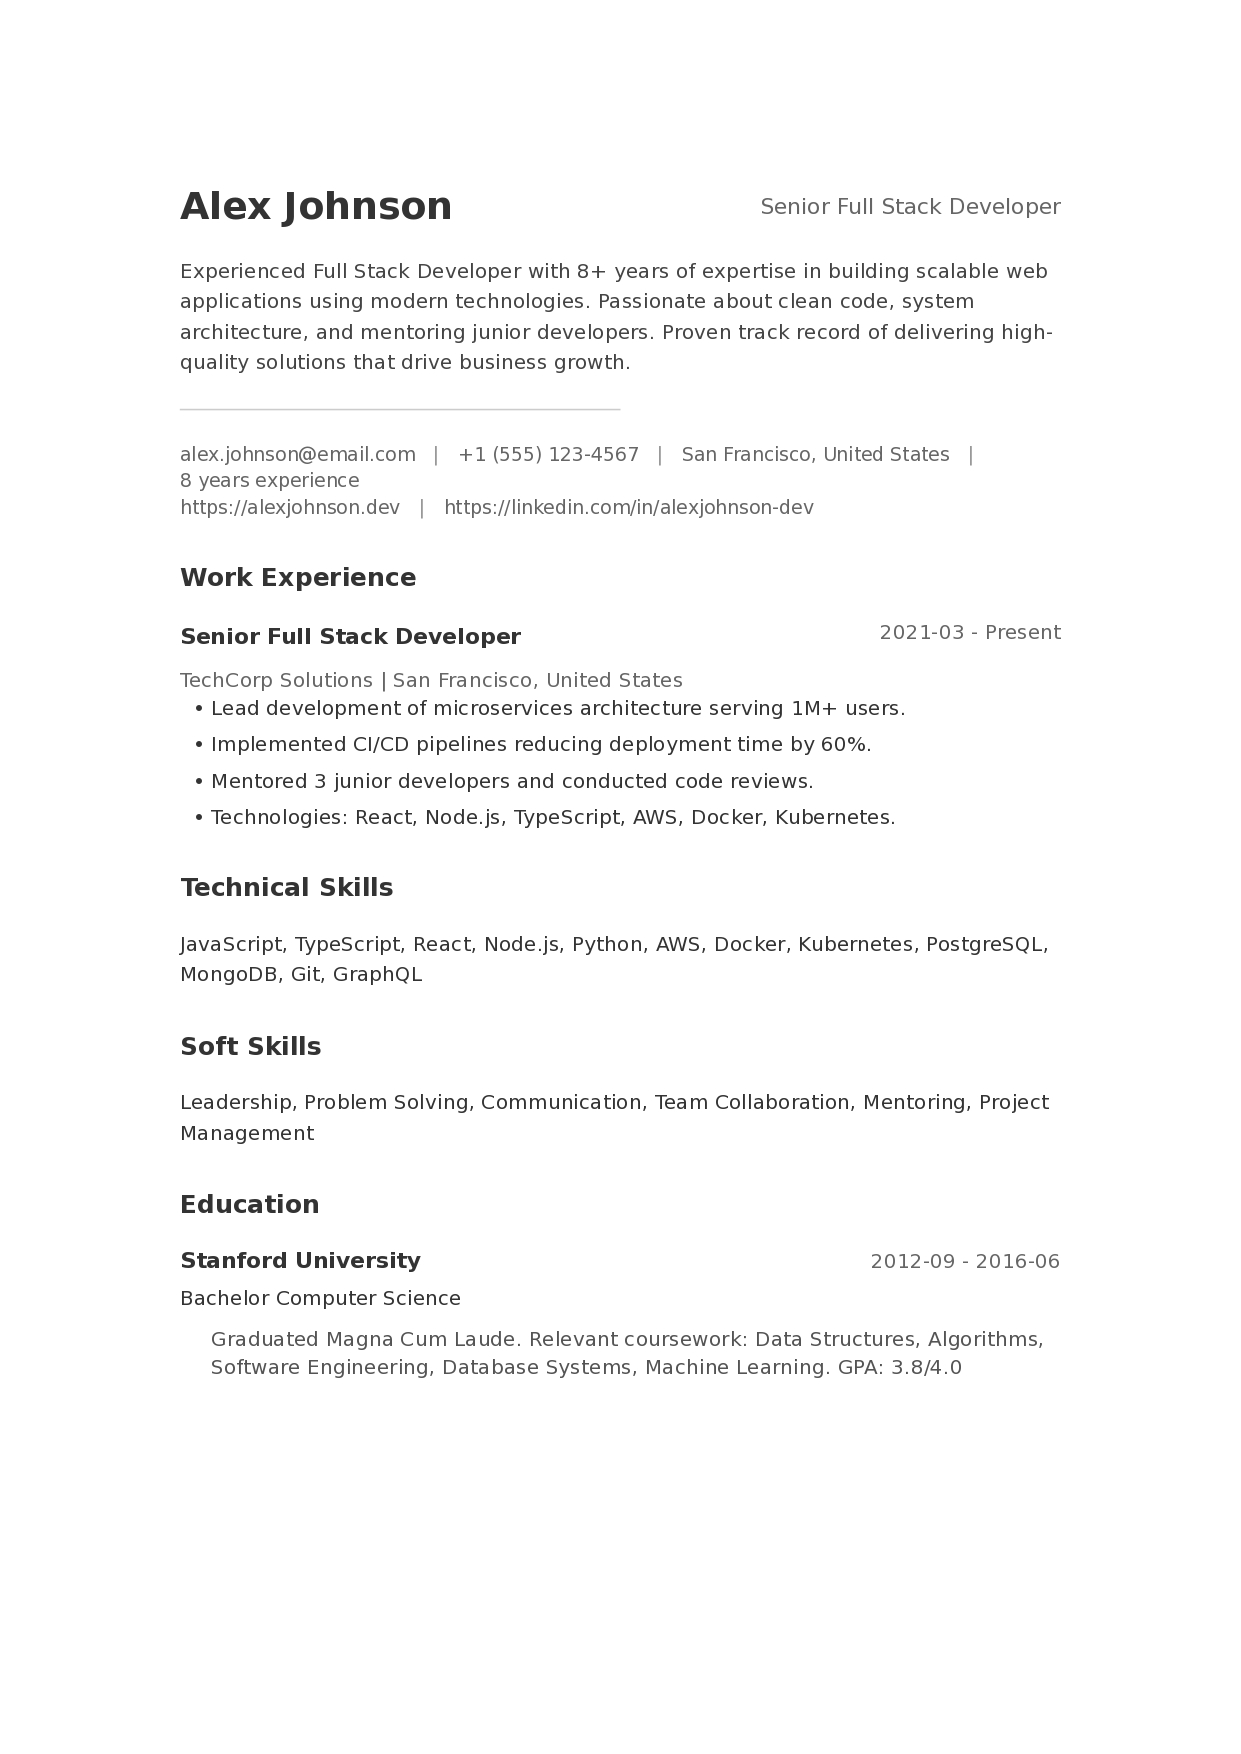 Alex Johnson
Senior Full Stack Developer
Experienced Full Stack Developer with 8+ years of expertise in building scalable web
applications using modern technologies. Passionate about clean code, system
architecture, and mentoring junior developers. Proven track record of delivering high-
quality solutions that drive business growth.
alex.johnson@email.com | +1 (555) 123-4567 | San Francisco, United States |
8 years experience
https://alexjohnson.dev | https://linkedin.com/in/alexjohnson-dev
Work Experience
Senior Full Stack Developer
2021-03 - Present
TechCorp Solutions | San Francisco, United States
• Lead development of microservices architecture serving 1M+ users.
• Implemented CI/CD pipelines reducing deployment time by 60%.
• Mentored 3 junior developers and conducted code reviews.
• Technologies: React, Node.js, TypeScript, AWS, Docker, Kubernetes.
Technical Skills
JavaScript, TypeScript, React, Node.js, Python, AWS, Docker, Kubernetes, PostgreSQL,
MongoDB, Git, GraphQL
Soft Skills
Leadership, Problem Solving, Communication, Team Collaboration, Mentoring, Project
Management
Education
Stanford University
2012-09 - 2016-06
Bachelor Computer Science
Graduated Magna Cum Laude. Relevant coursework: Data Structures, Algorithms,
Software Engineering, Database Systems, Machine Learning. GPA: 3.8/4.0